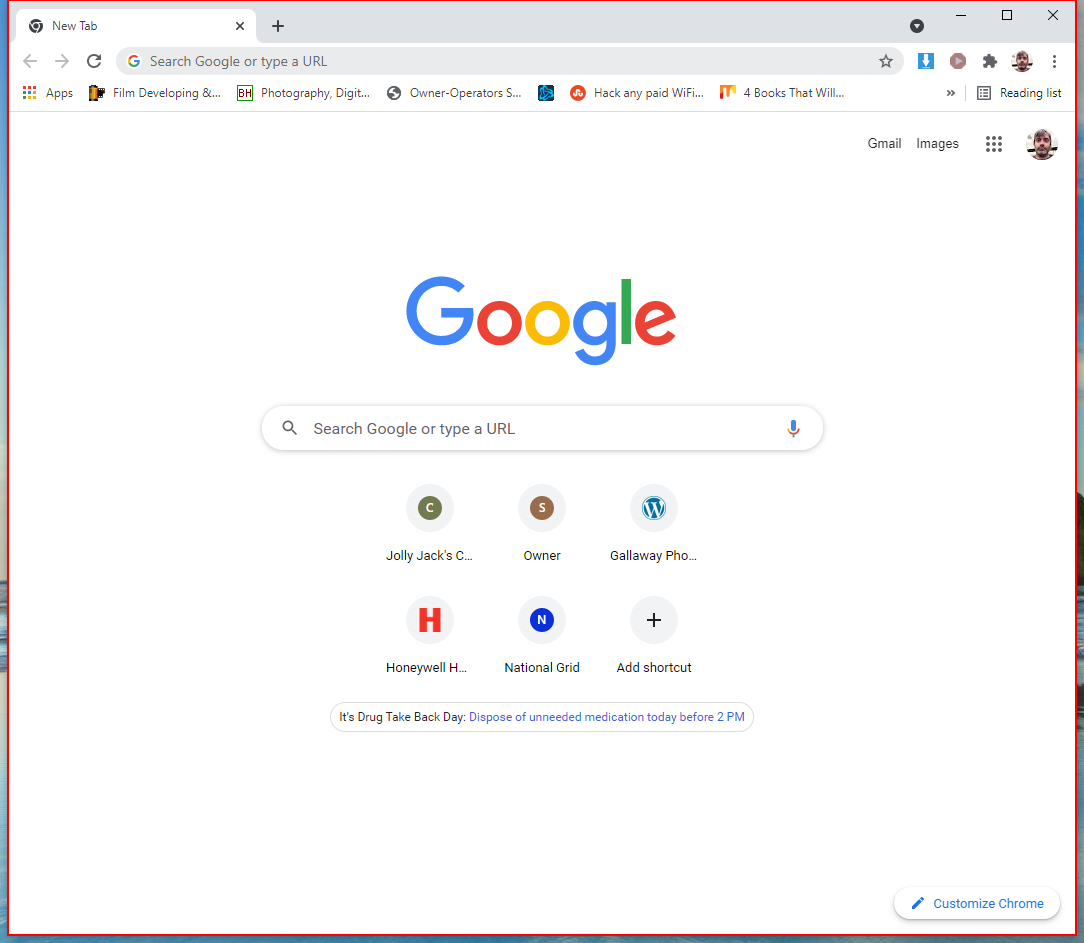 New Tab
Search Google or type a URL
Apps Film Developing &... BH Photography, Digit... Owner-Operators S... Hack any paid WiFi... 4 Books That Will... » Reading list
Gmail Images
Google
Search Google or type a URL
C S W
Jolly Jack's C... Owner Gallaway Pho...
H N
Honeywell H... National Grid Add shortcut
It's Drug Take Back Day: Dispose of unneeded medication today before 2 PM
Customize Chrome